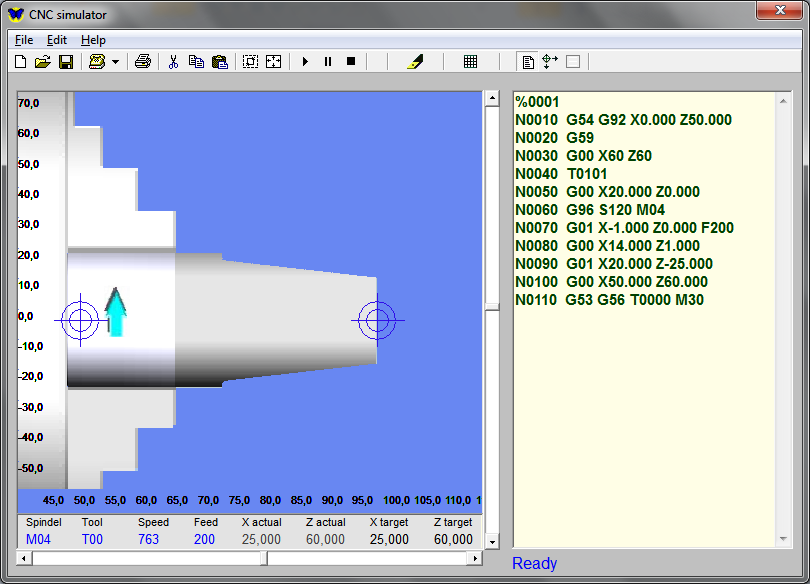 CNC simulator
File Edit Help
70,0
60,0
50,0
40,0
30,0
20,0
10,0
0,0
-10,0
-20,0
-30,0
-40,0
-50,0
45,0 50,0 55,0 60,0 65,0 70,0 75,0 80,0 85,0 90,0 95,0 100,0 105,0 110,0 1
Spindel Tool Speed Feed X actual Z actual X target Z target
M04 T00 763 200 25,000 60,000 25,000 60,000
%0001
N0010 G54 G92 X0.000 Z50.000
N0020 G59
N0030 G00 X60 Z60
N0040 T0101
N0050 G00 X20.000 Z0.000
N0060 G96 S120 M04
N0070 G01 X-1.000 Z0.000 F200
N0080 G00 X14.000 Z1.000
N0090 G01 X20.000 Z-25.000
N0100 G00 X50.000 Z60.000
N0110 G53 G56 T0000 M30
Ready